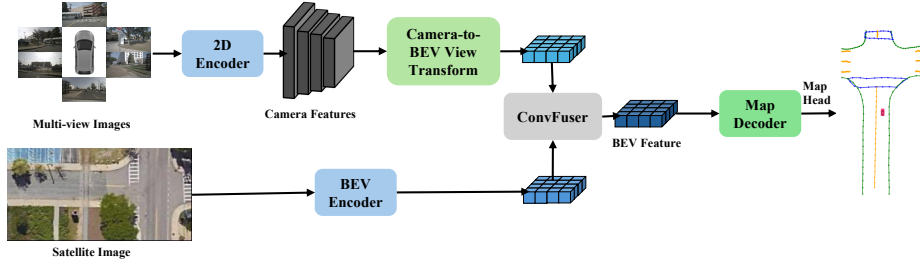 Multi-view Images
2D
Encoder
Camera Features
Camera-to-
BEV View
Transform
ConvFuser
BEV Feature
Map
Decoder
Map
Head
Satellite Image
BEV
Encoder